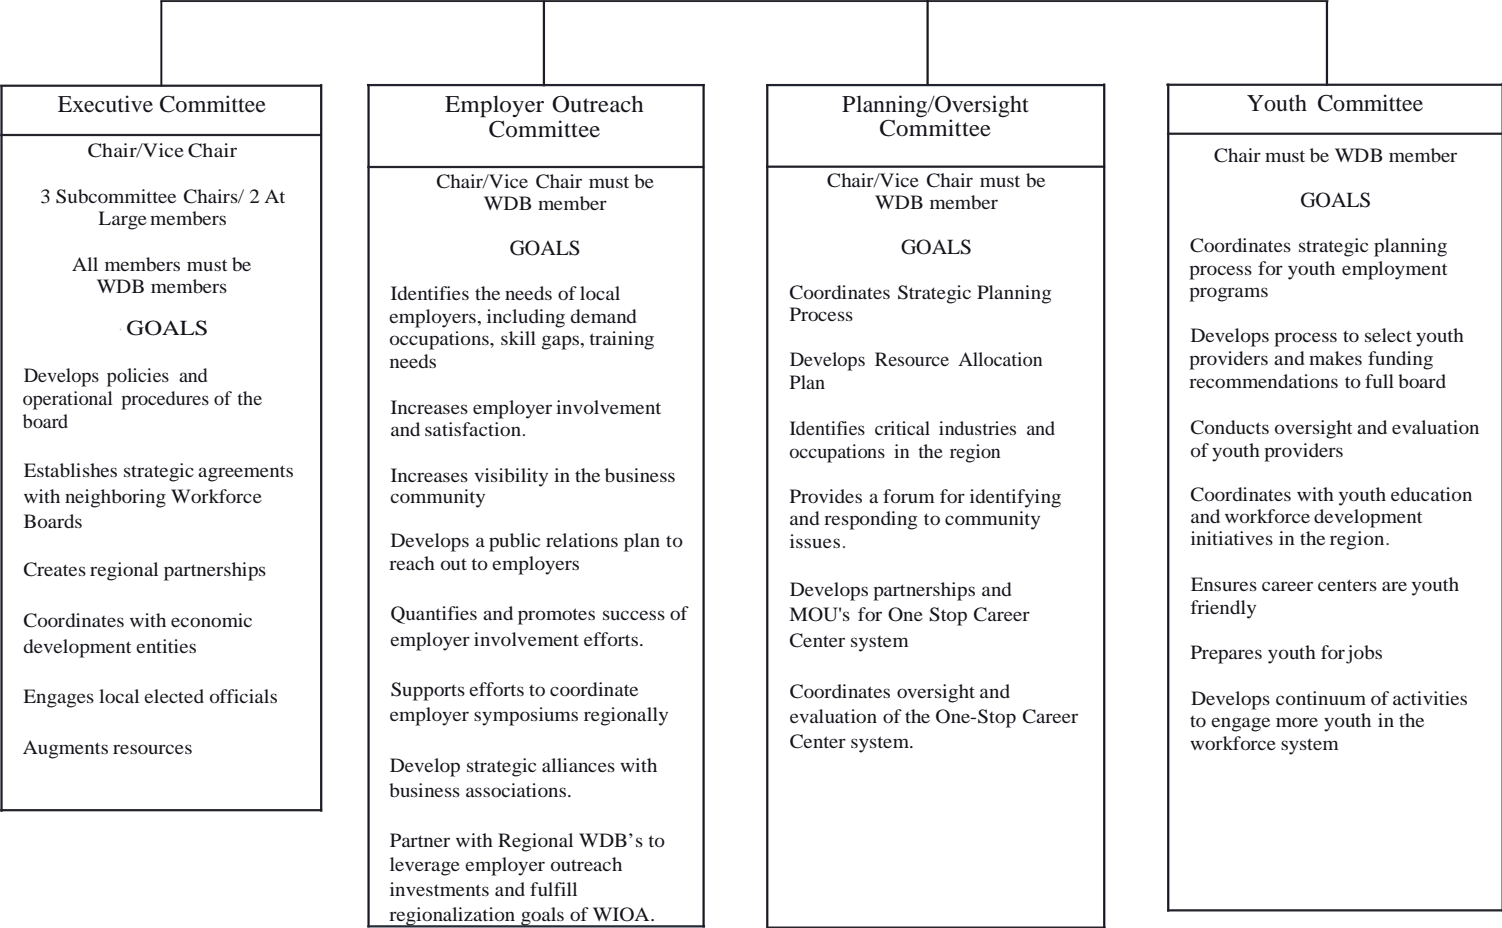 Executive Committee
Chair/Vice Chair
3 Subcommittee Chairs/ 2 At
Large members
All members must be
WDB members
GOALS
Develops policies and
operational procedures of the
board
Establishes strategic agreements
with neighboring Workforce
Boards
Creates regional partnerships
Coordinates with economic
development entities
Engages local elected officials
Augments resources
Employer Outreach
Committee
Chair/Vice Chair must be
WDB member
GOALS
Identifies the needs of local
employers, including demand
occupations, skill gaps, training
needs
Increases employer involvement
and satisfaction.
Increases visibility in the business
community
Develops a public relations plan to
reach out to employers
Quantifies and promotes success of
employer involvement efforts.
Supports efforts to coordinate
employer symposiums regionally
Develop strategic alliances with
business associations.
Partner with Regional WDB’s to
leverage employer outreach
investments and fulfill
regionalization goals of WIOA.
Planning/Oversight
Committee
Chair/Vice Chair must be
WDB member
GOALS
Coordinates Strategic Planning
Process
Develops Resource Allocation
Plan
Identifies critical industries and
occupations in the region
Provides a forum for identifying
and responding to community
issues.
Develops partnerships and
MOU's for One Stop Career
Center system
Coordinates oversight and
evaluation of the One-Stop Career
Center system.
Youth Committee
Chair must be WDB member
GOALS
Coordinates strategic planning
process for youth employment
programs
Develops process to select youth
providers and makes funding
recommendations to full board
Conducts oversight and evaluation
of youth providers
Coordinates with youth education
and workforce development
initiatives in the region.
Ensures career centers are youth
friendly
Prepares youth for jobs
Develops continuum of activities
to engage more youth in the
workforce system